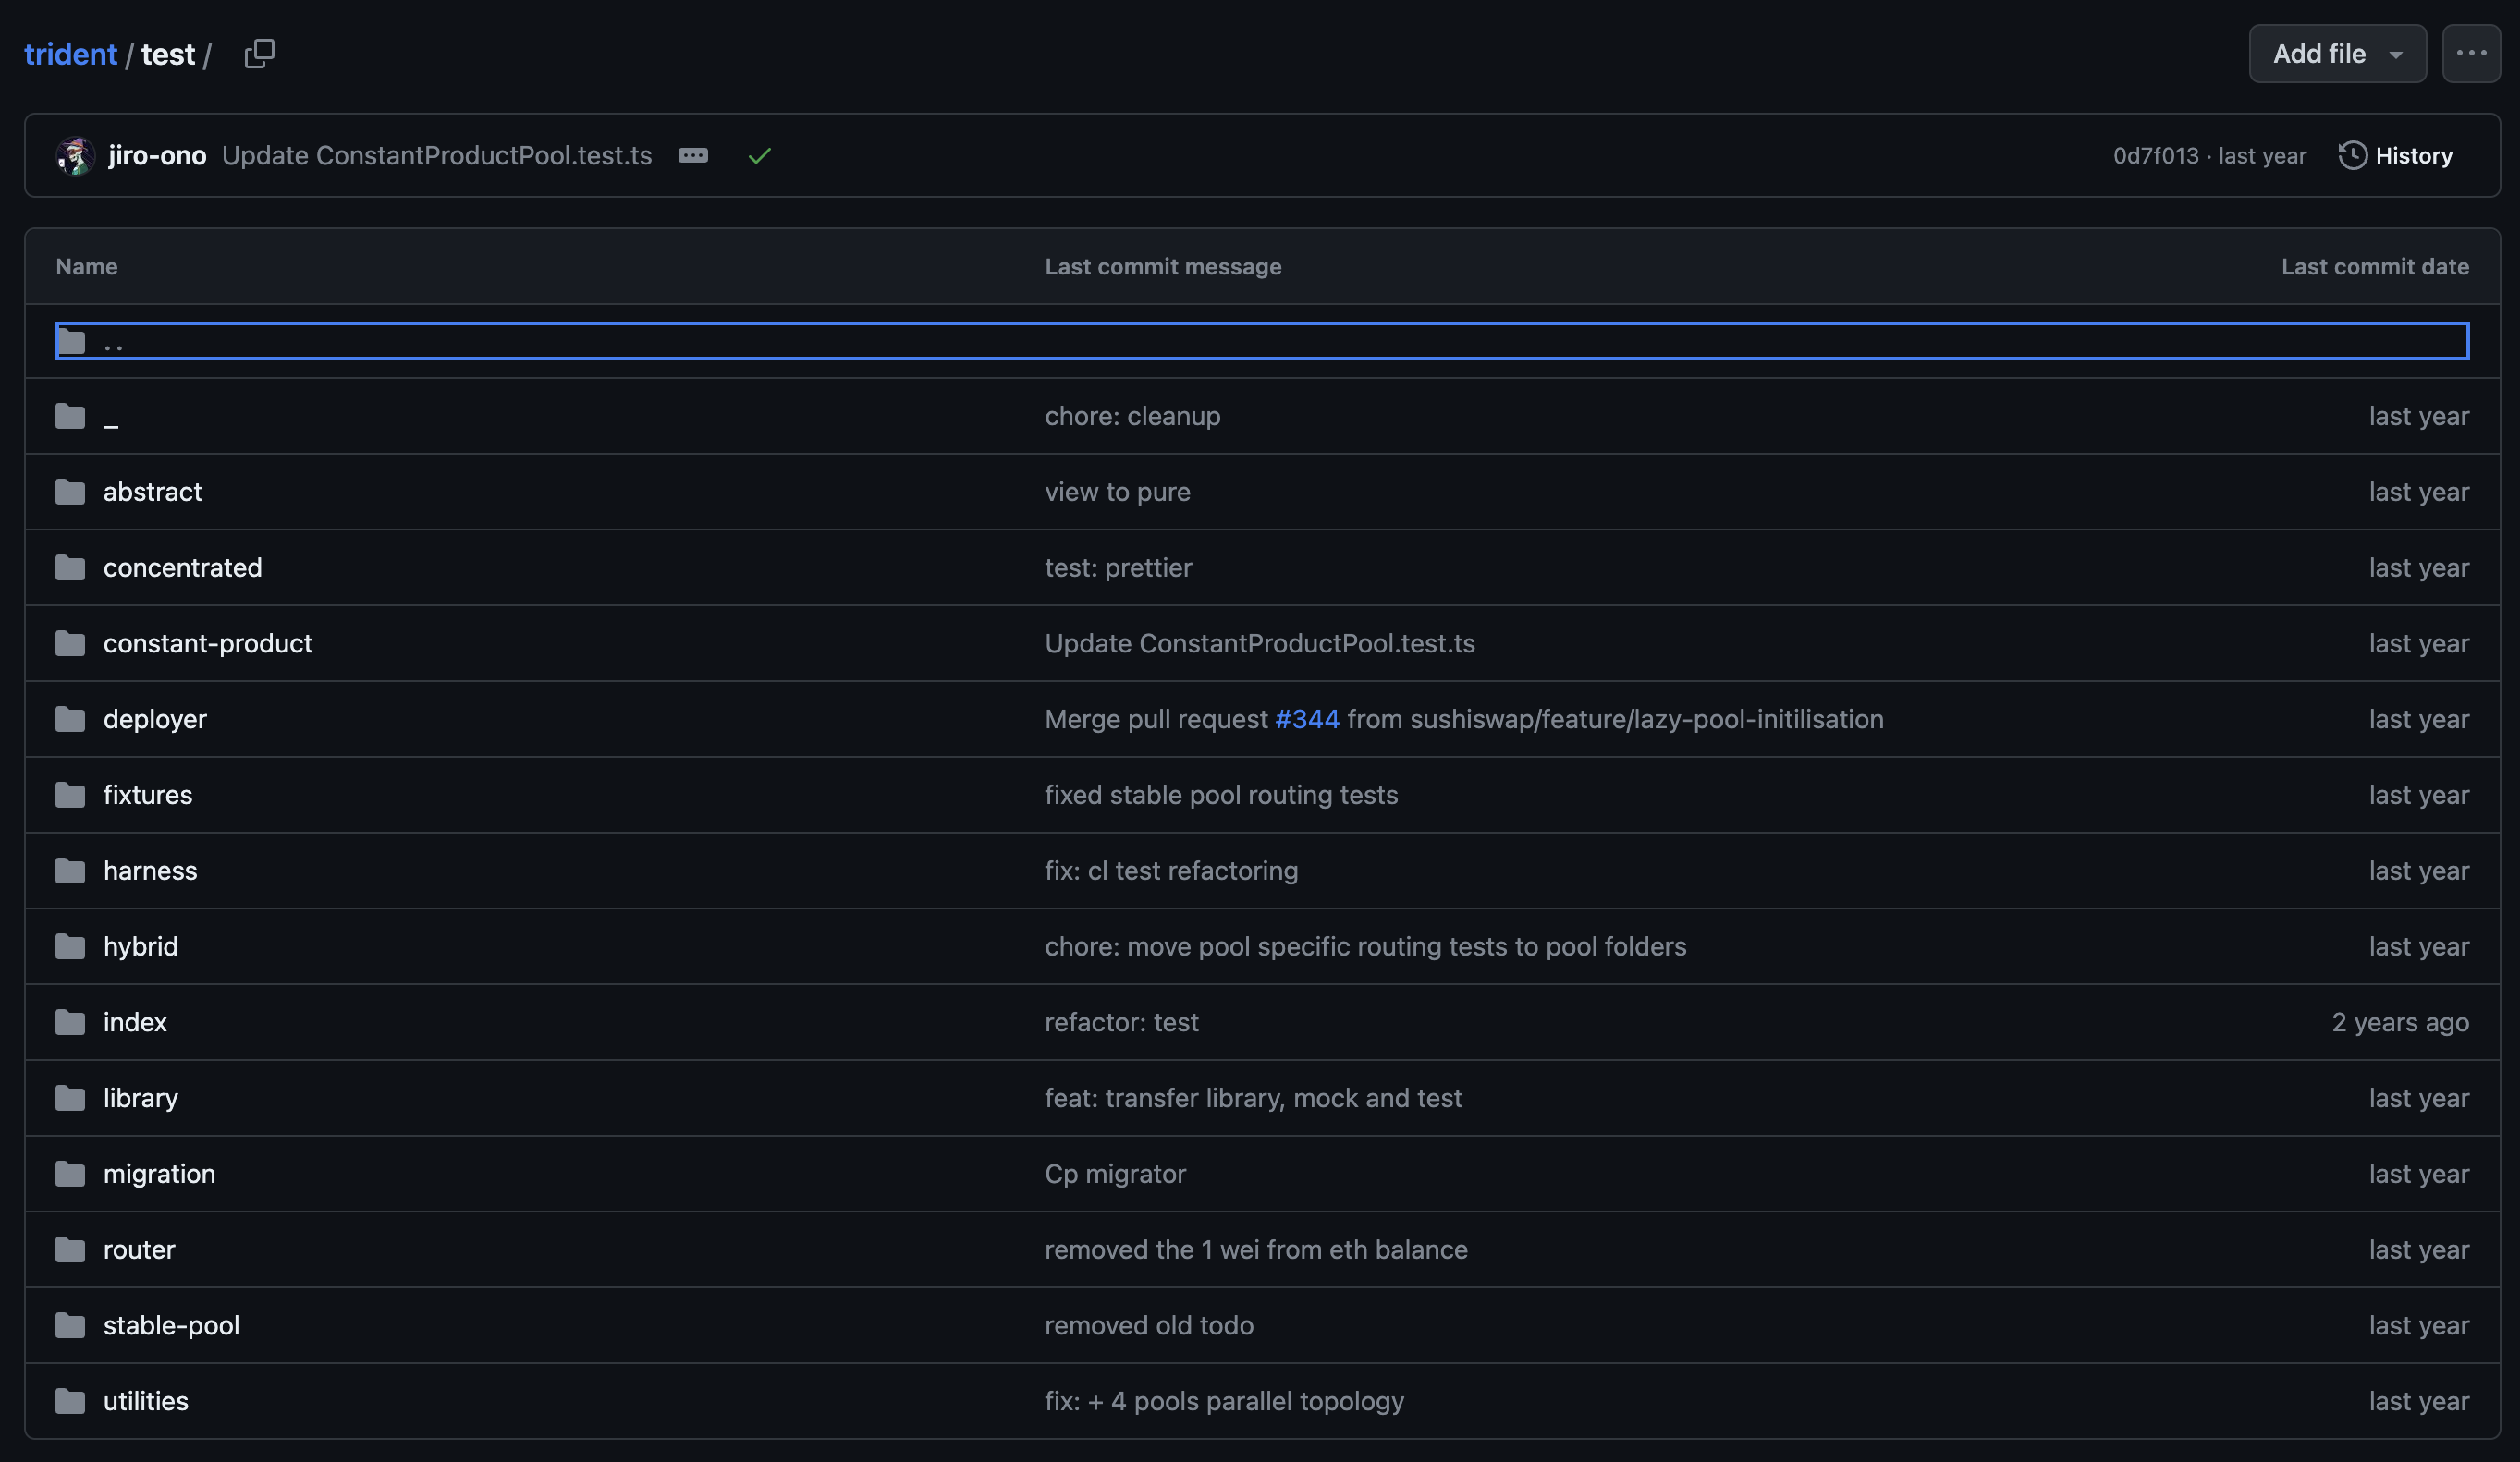 trident / test /
Add file
jiro-ono Update ConstantProductPool.test.ts
0d7f013 · last year
History
Name Last commit message Last commit date
..
_ chore: cleanup last year
abstract view to pure last year
concentrated test: prettier last year
constant-product Update ConstantProductPool.test.ts last year
deployer Merge pull request #344 from sushiswap/feature/lazy-pool-initilisation last year
fixtures fixed stable pool routing tests last year
harness fix: cl test refactoring last year
hybrid chore: move pool specific routing tests to pool folders last year
index refactor: test 2 years ago
library feat: transfer library, mock and test last year
migration Cp migrator last year
router removed the 1 wei from eth balance last year
stable-pool removed old todo last year
utilities fix: + 4 pools parallel topology last year